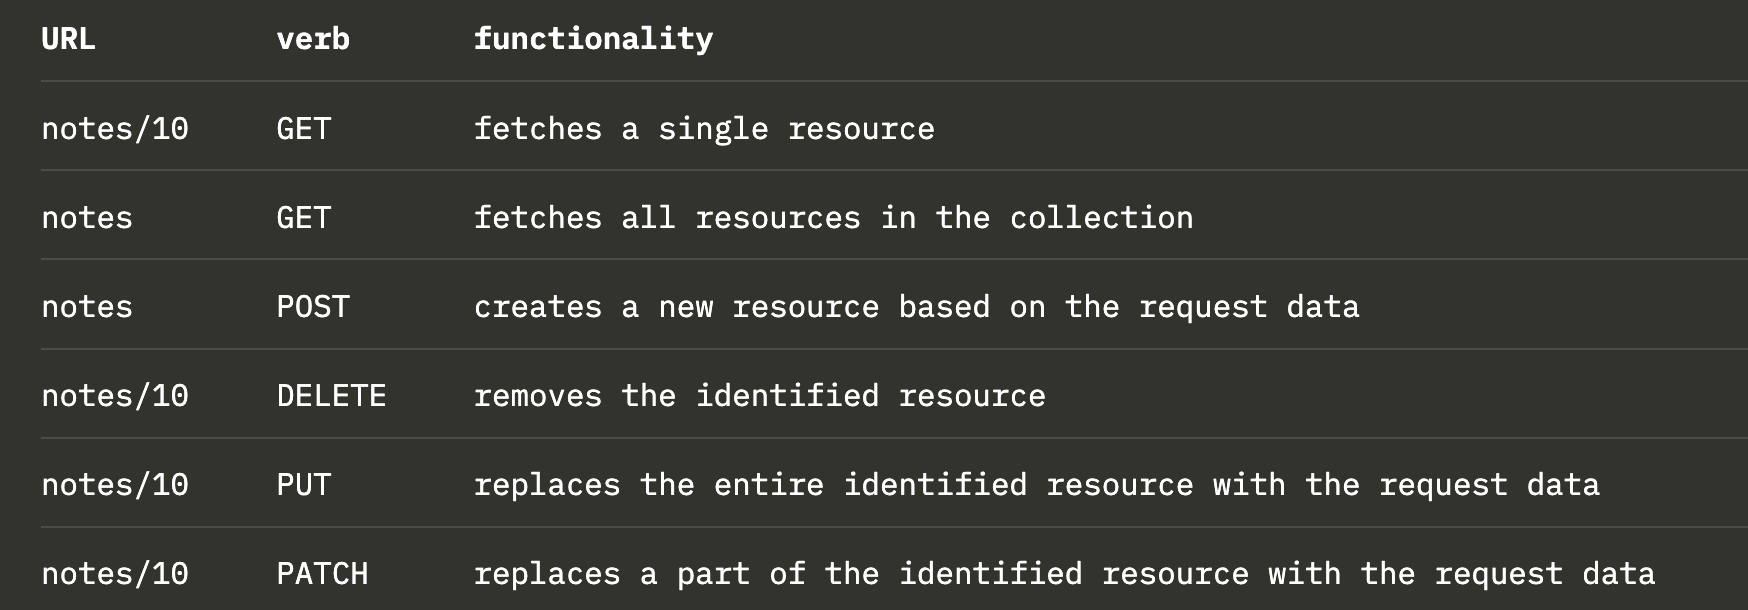 URL verb functionality
notes/10 GET fetches a single resource
notes GET fetches all resources in the collection
notes POST creates a new resource based on the request data
notes/10 DELETE removes the identified resource
notes/10 PUT replaces the entire identified resource with the request data
notes/10 PATCH replaces a part of the identified resource with the request data